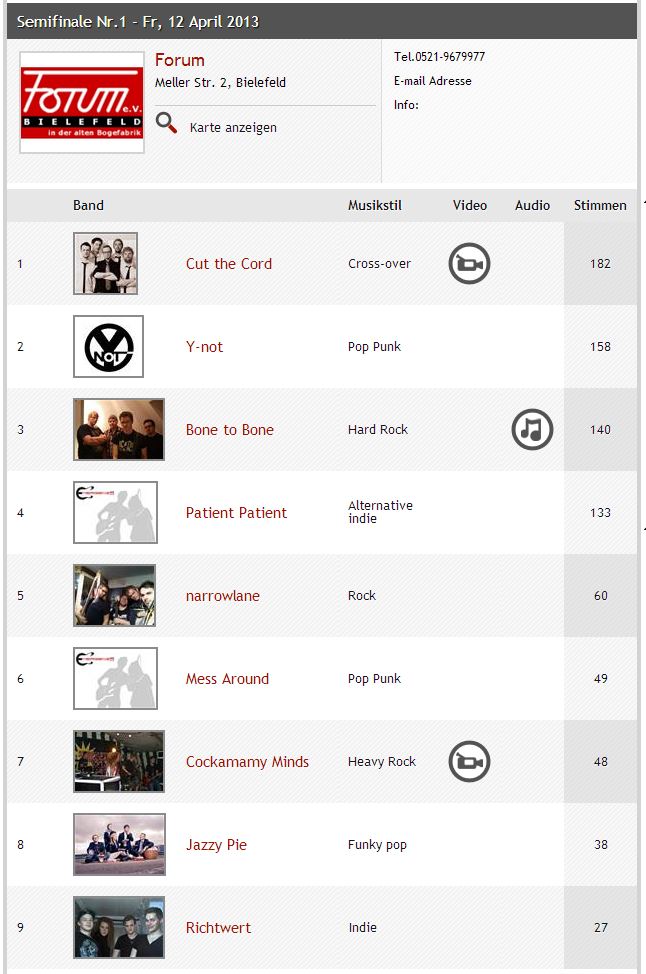 Semifinale Nr.1 - Fr, 12 April 2013
Forum e.V.
BIELEFELD
in der alten Bogefabrik
Forum
Meller Str. 2, Bielefeld
Karte anzeigen
Tel.0521-9679977
E-mail Adresse
Info:
Band Musikstil Video Audio Stimmen
1 Cut the Cord Cross-over 182
2 Y NOT Y-not Pop Punk 158
3 Bone to Bone Hard Rock 140
4 Patient Patient Alternative
indie 133
5 narrowlane Rock 60
6 Mess Around Pop Punk 49
7 Cockamamy Minds Heavy Rock 48
8 Jazzy Pie Funky pop 38
9 Richtwert Indie 27